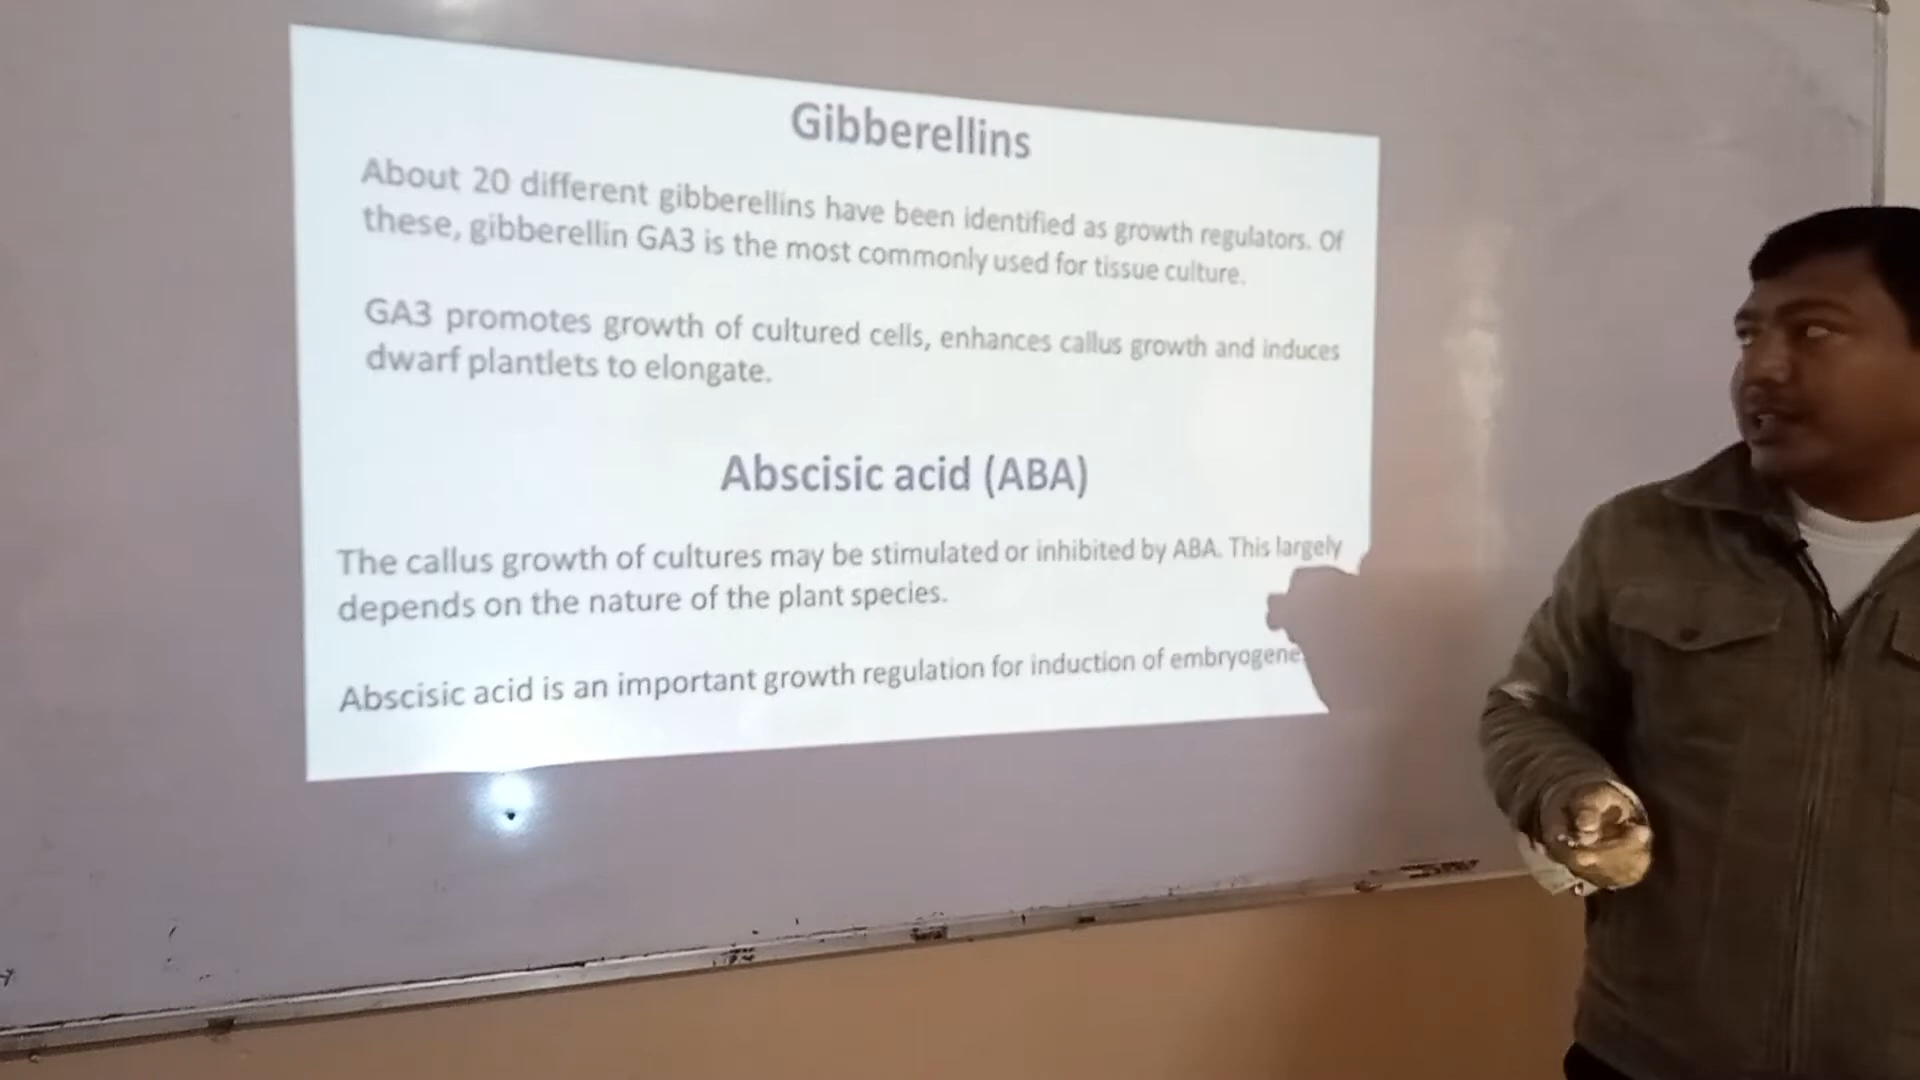 Gibberellins
About 20 different gibberellins have been identified as growth regulators. Of
these, gibberellin GA3 is the most commonly used for tissue culture.
GA3 promotes growth of cultured cells, enhances callus growth and induces
dwarf plantlets to elongate.
Abscisic acid (ABA)
The callus growth of cultures may be stimulated or inhibited by ABA. This largely
depends on the nature of the plant species.
Abscisic acid is an important growth regulation for induction of embryogene